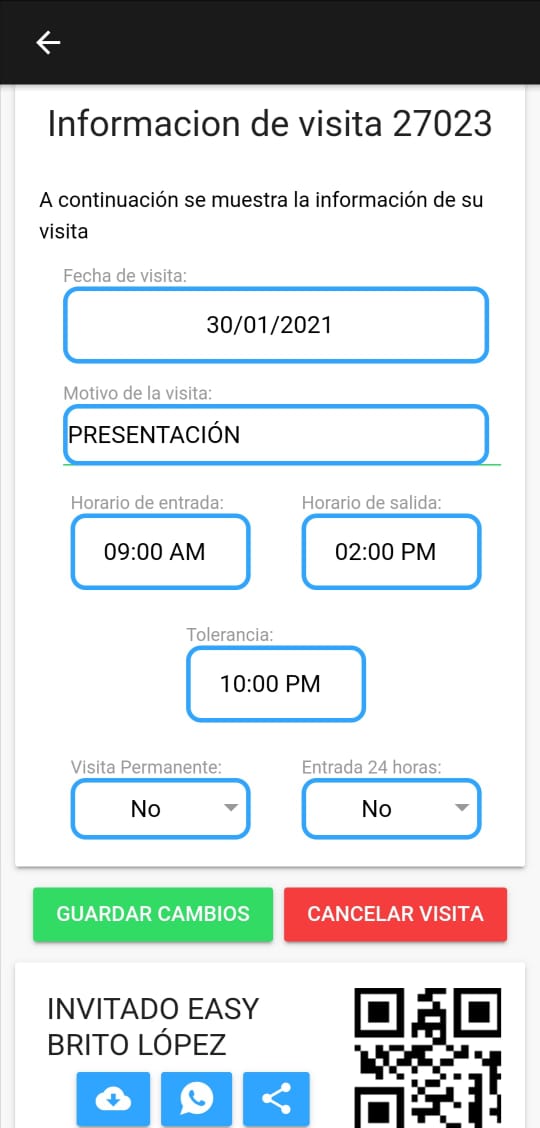 Informacion de visita 27023
A continuación se muestra la información de su
visita
Fecha de visita:
30/01/2021
Motivo de la visita:
PRESENTACIÓN
Horario de entrada:
Horario de salida:
09:00 AM
02:00 PM
Tolerancia:
10:00 PM
Visita Permanente:
Entrada 24 horas:
No
No
GUARDAR CAMBIOS
CANCELAR VISITA
INVITADO EASY
BRITO LÓPEZ